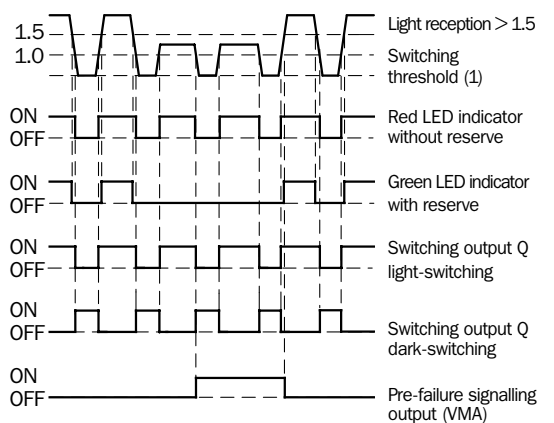 1.5
1.0
Light reception > 1.5
Switching
threshold (1)
ON
OFF
Red LED indicator
without reserve
ON
OFF
Green LED indicator
with reserve
ON
OFF
Switching output Q
light-switching
ON
OFF
Switching output Q
dark-switching
ON
OFF
Pre-failure signalling
output (VMA)